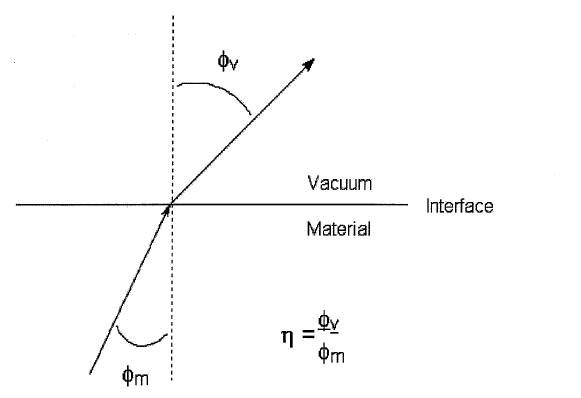 ϕv
Vacuum
Interface
Material
η = ϕv
ϕm
ϕm